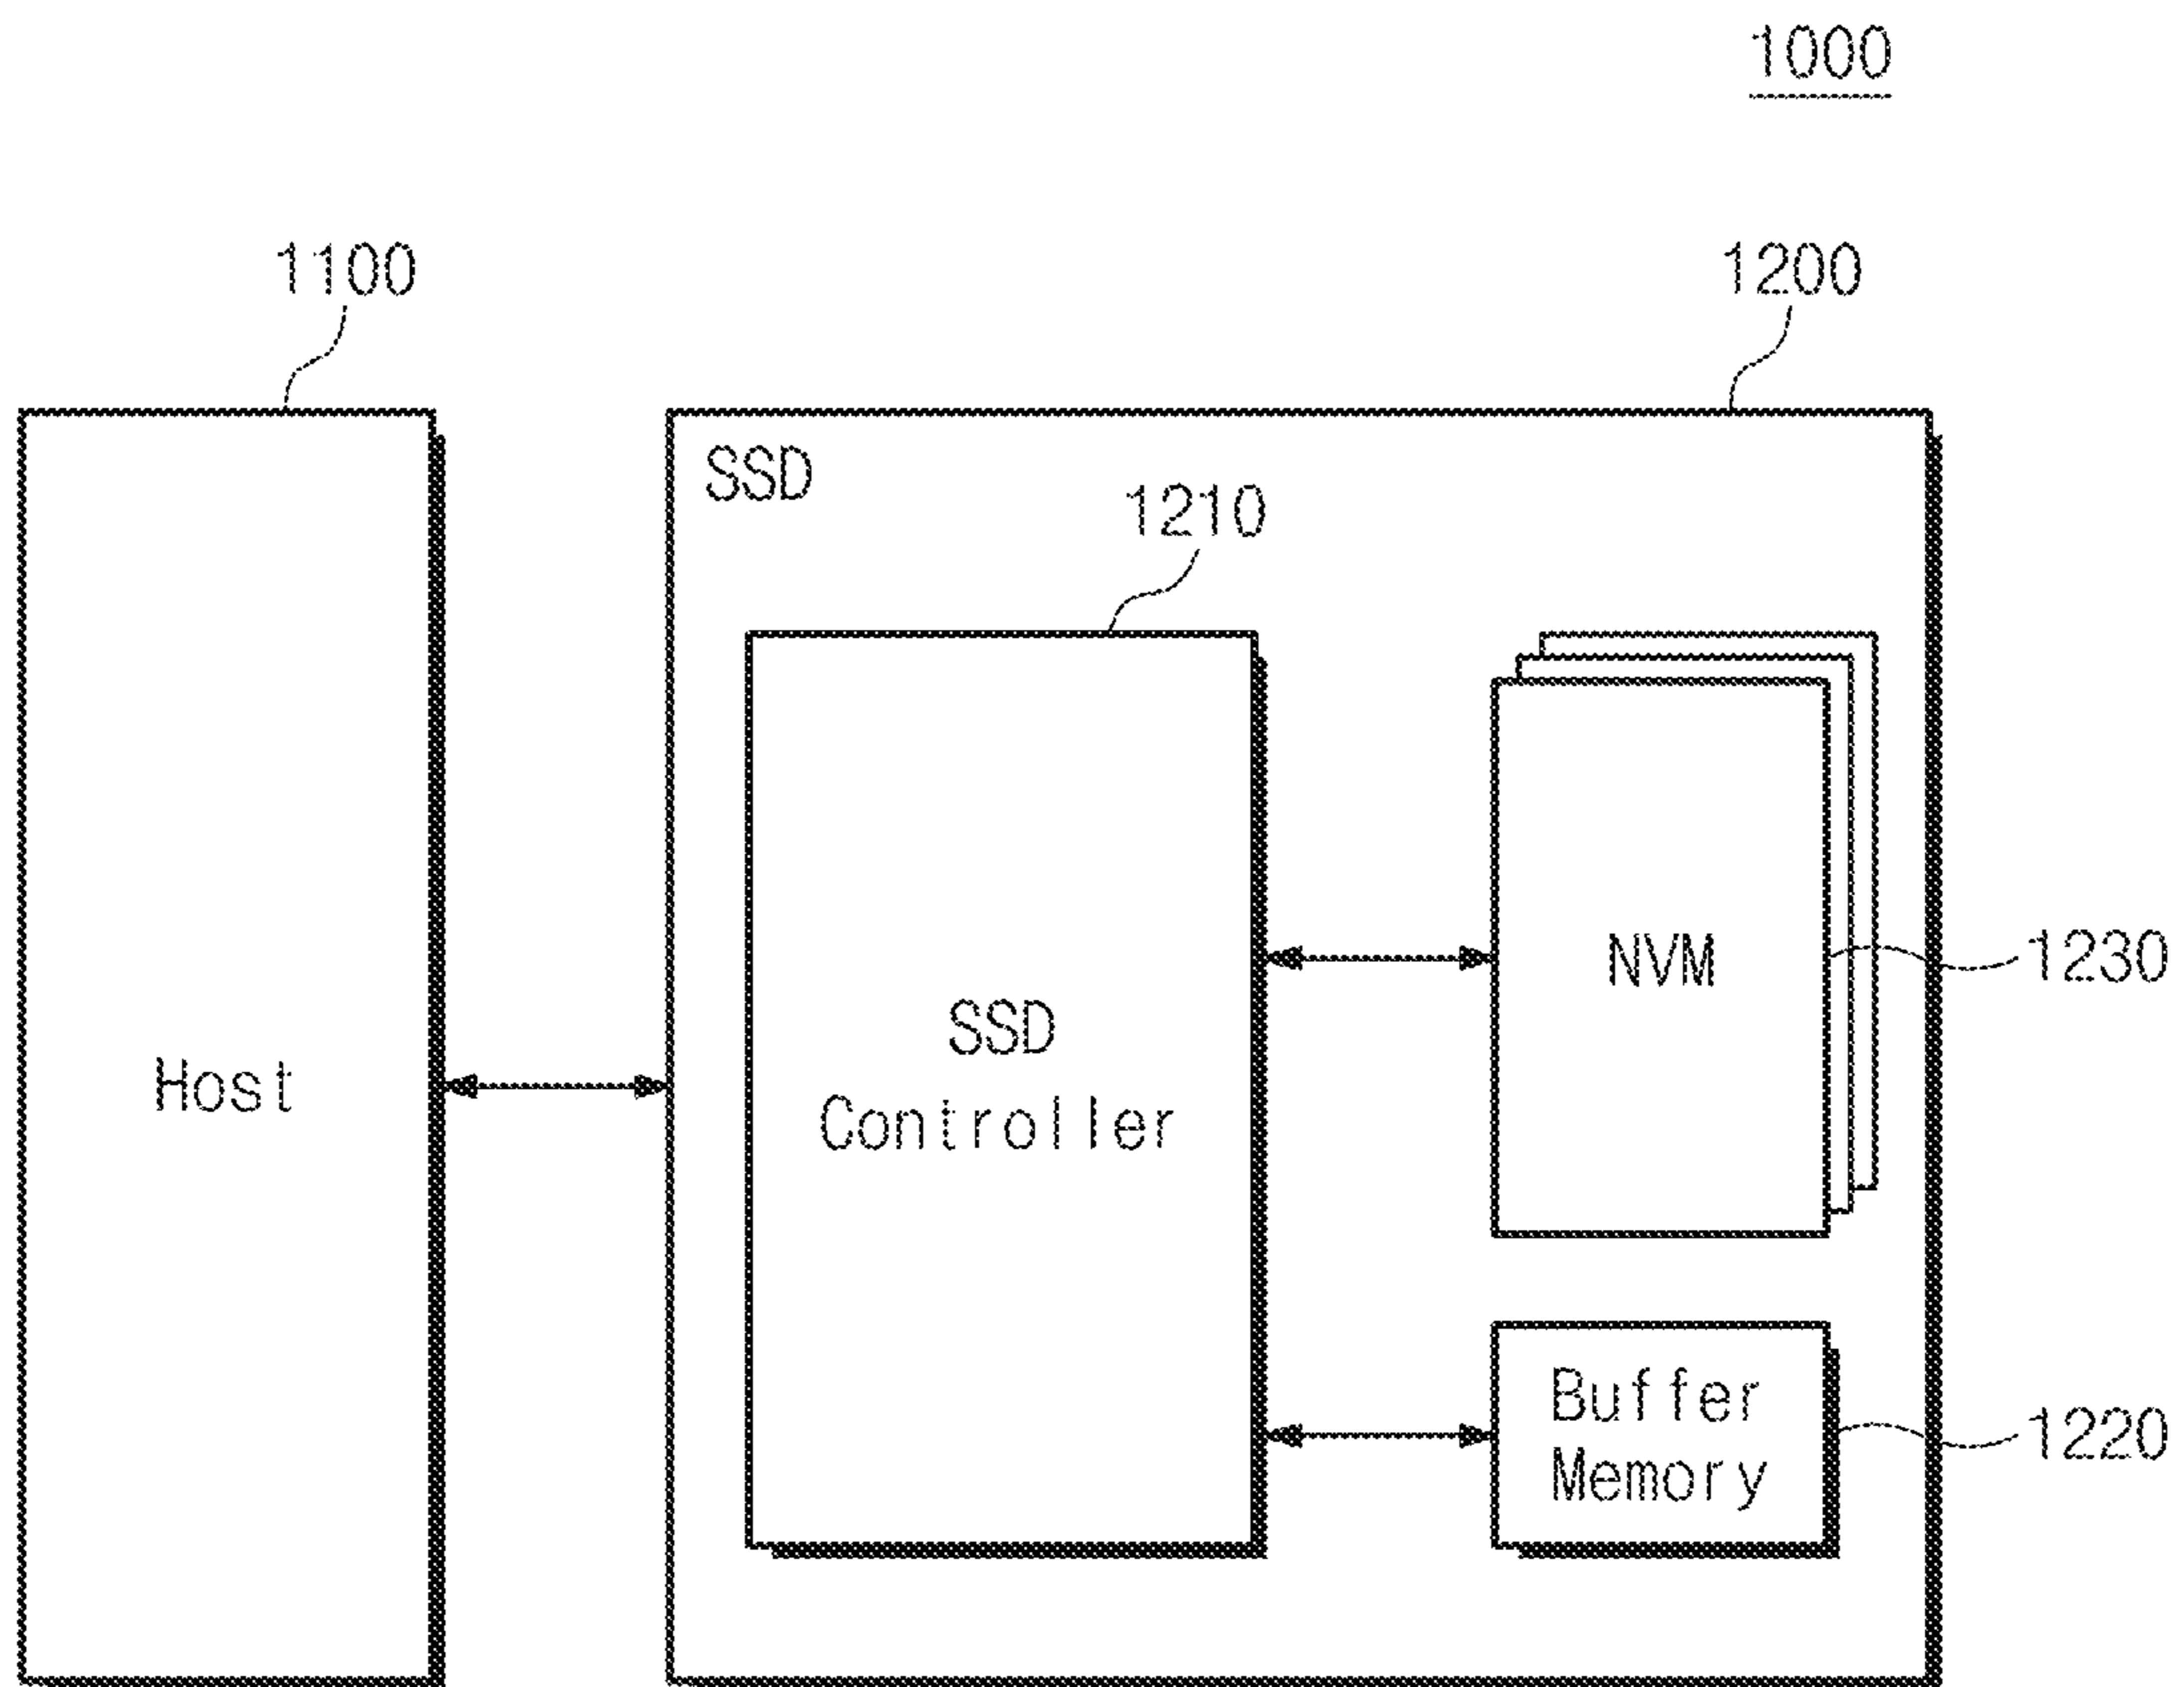 1000
1100
1200
SSD
1210
NVM
1230
SSD
Controller
Host
Buffer
Memory
1220